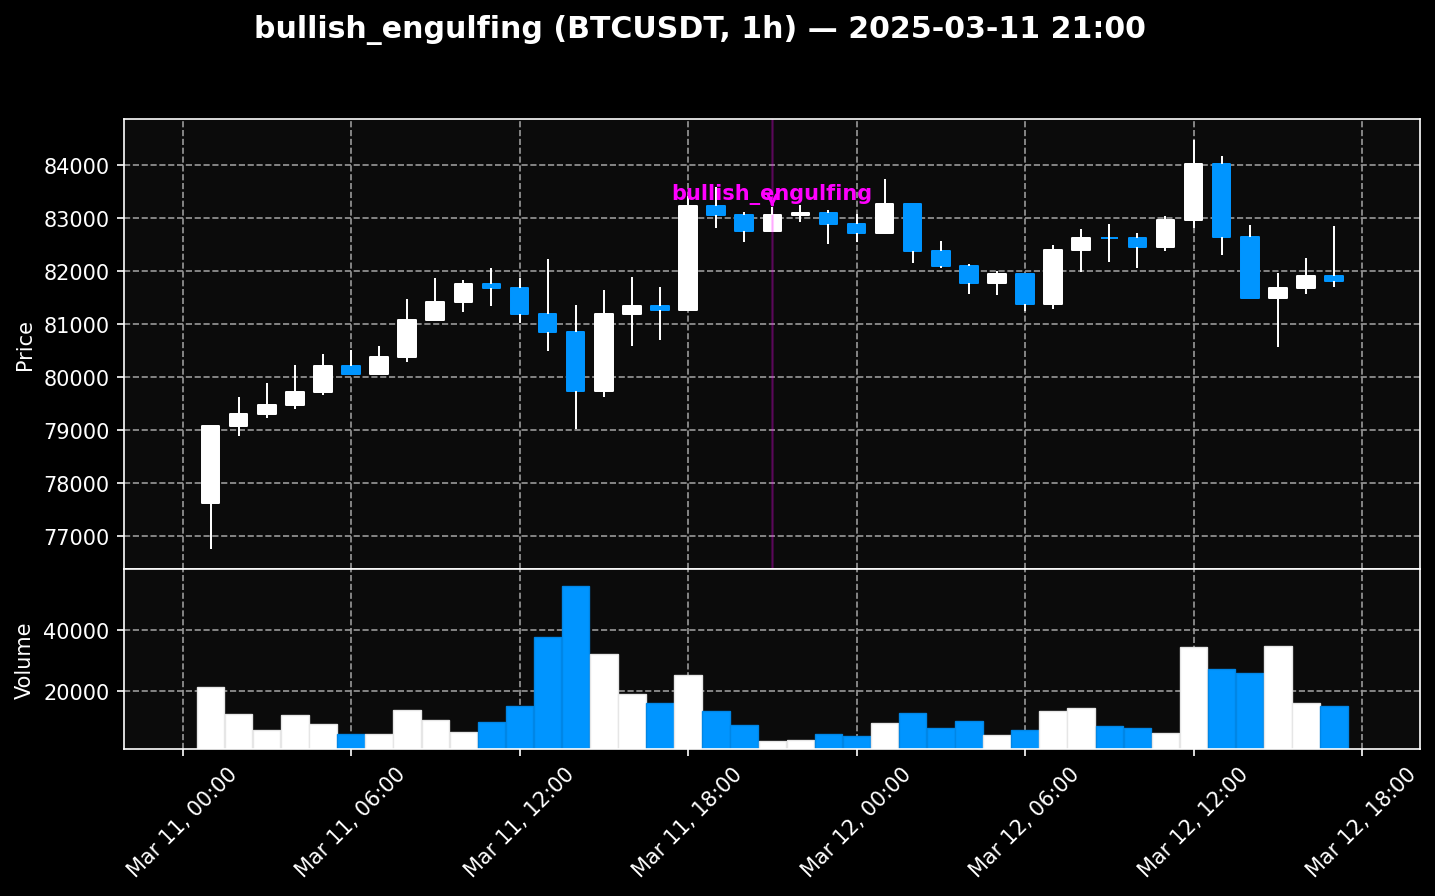 bullish_engulfing (BTCUSDT, 1h) — 2025-03-11 21:00
84000
83000
82000
81000
80000
79000
78000
77000
Price
bullish_engulfing
40000
20000
Volume
Mar 11, 00:00
Mar 11, 06:00
Mar 11, 12:00
Mar 11, 18:00
Mar 12, 00:00
Mar 12, 06:00
Mar 12, 12:00
Mar 12, 18:00